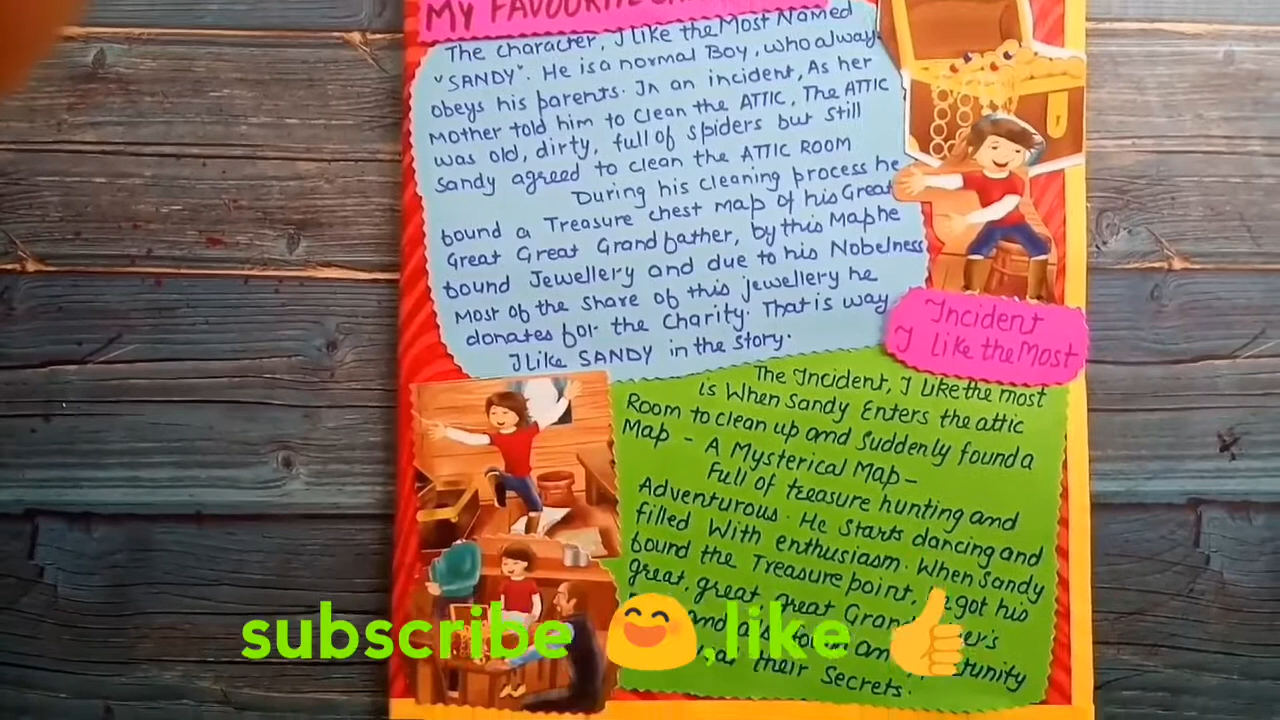 MY FAVOURITE
The character, I like the Most Named
"SANDY". He is a normal Boy, who always
obeys his parents. In an incident, As her
Mother told him to clean the ATTIC, The ATTIC
was old, dirty, full of spiders but still
Sandy agreed to clean the ATTIC ROOM
During his cleaning process he
found a Treasure chest map of his Great
Great Great Grandfather, by this Map he
found Jewellery and due to his Nobelness
Most of the share of this jewellery he
donates for the Charity. That is way
I like SANDY in the Story.
Incident
I like the Most
The Incident, I like the most
is When Sandy Enters the attic
Room to clean up and Suddenly found a
Map - A Mysterical Map -
Full of treasure hunting and
Adventurous. He Starts dancing and
filled With enthusiasm. When Sandy
found the Treasure point, he got his
great, great, great
their Secrets.
subscribe 😄,like 👍